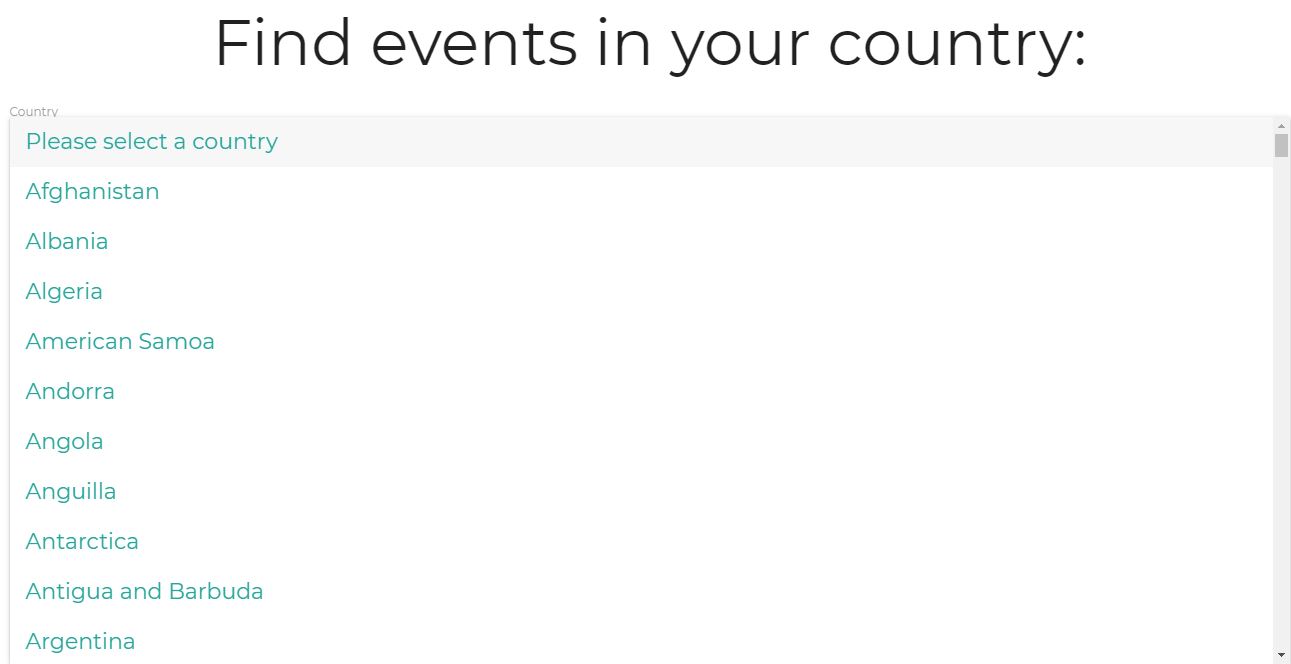 Find events in your country:
Country
Please select a country
Afghanistan
Albania
Algeria
American Samoa
Andorra
Angola
Anguilla
Antarctica
Antigua and Barbuda
Argentina